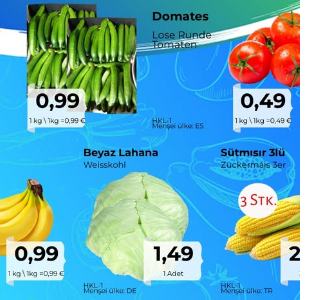 Domates
Lose Runde
Tomaten
0,99
1 kg \ 1kg =0,99 €
HKL-1
Menşei ülke: ES
0,49
1 kg \ 1kg =0,49 €
Beyaz Lahana
Weisskohl
Sütmısır 3lü
Zuckermais 3er
3 STK.
0,99
1 kg \ 1kg =0,99 €
1,49
1 Adet
2
HKL-1
Menşei ülke: DE
HKL-1
Menşei ülke: TR